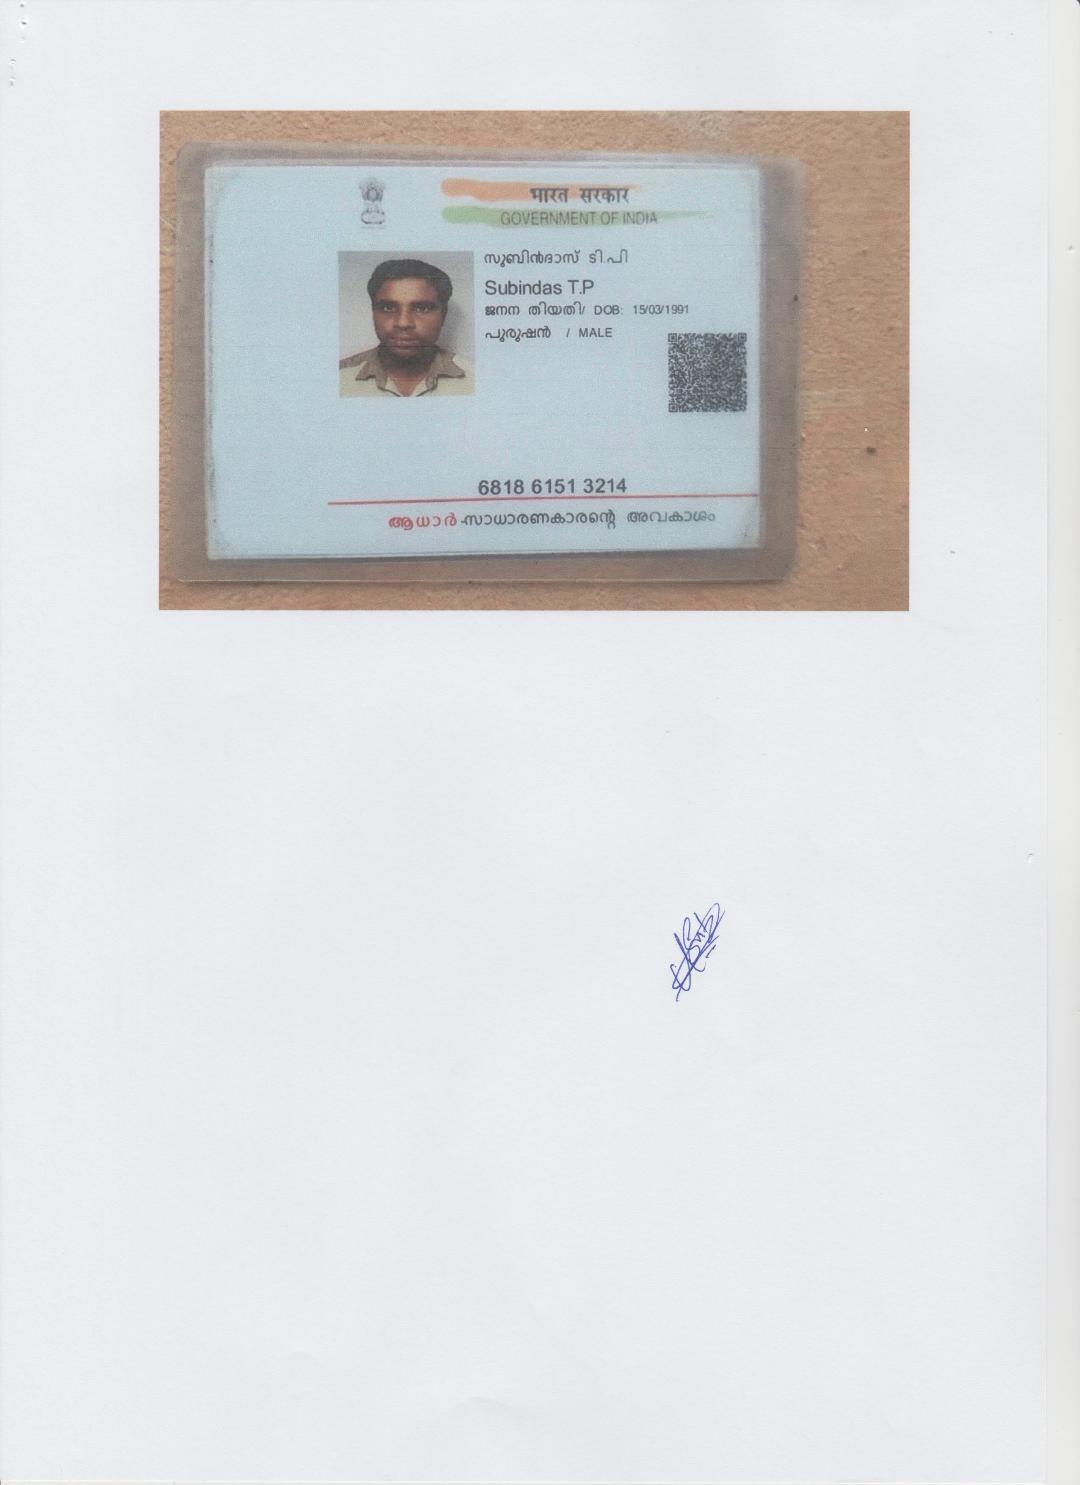 भारत सरकार
GOVERNMENT OF INDIA
സുബിൻദാസ് ടി.പി
Subindas T.P
ജനന തിയതി/ DOB: 15/03/1991
പുരുഷൻ / MALE
6818 6151 3214
ആധാർ-സാധാരണകാരന്റെ അവകാശം